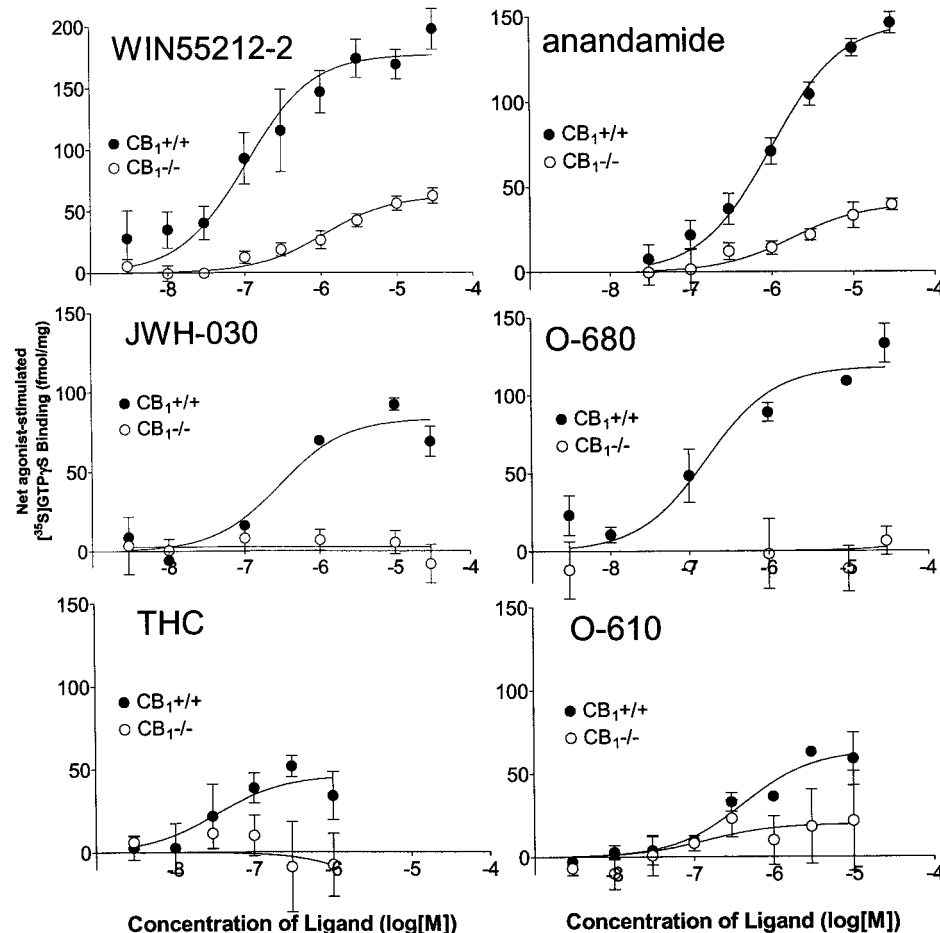 WIN55212-2
200
150
100
50
0
CB1+/+
CB1-/-
-8 -7 -6 -5 -4
anandamide
150
100
50
0
CB1+/+
CB1-/-
-8 -7 -6 -5 -4
Net agonist-stimulated
[³⁵S]GTPγS Binding (fmol/mg)
JWH-030
150
100
50
0
CB1+/+
CB1-/-
-8 -7 -6 -5 -4
O-680
150
100
50
0
CB1+/+
CB1-/-
-8 -7 -6 -5 -4
THC
150
100
50
0
CB1+/+
CB1-/-
-8 -7 -6 -5 -4
Concentration of Ligand (log[M])
O-610
150
100
50
0
CB1+/+
CB1-/-
-8 -7 -6 -5 -4
Concentration of Ligand (log[M])